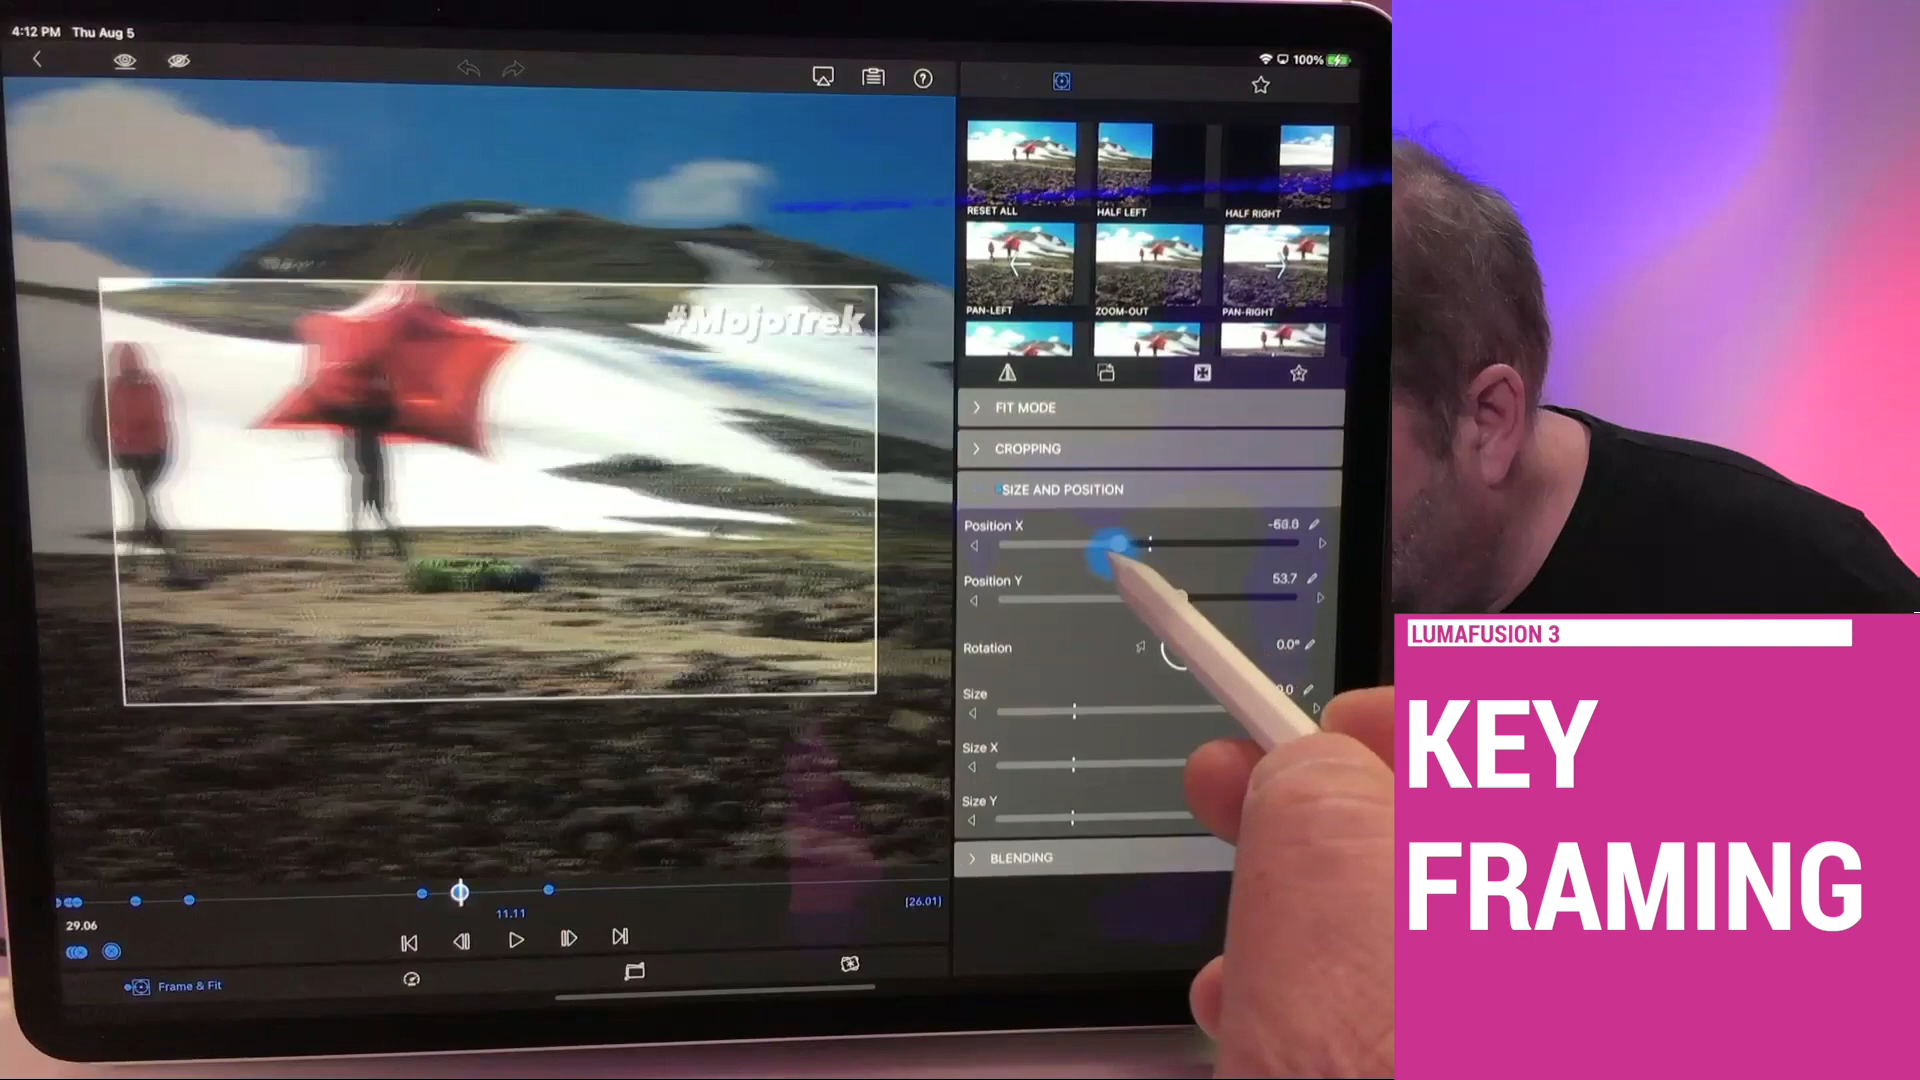 4:12 PM Thu Aug 5
100%
RESET ALL
HALF LEFT
HALF RIGHT
PAN-LEFT
ZOOM-OUT
PAN-RIGHT
#MojoTrek
FIT MODE
CROPPING
SIZE AND POSITION
Position X
Position Y 53.7
Rotation 0.0°
Size
Size X
Size Y
BLENDING
[26.01]
11.11
29.06
Frame & Fit
LUMAFUSION 3
KEY
FRAMING